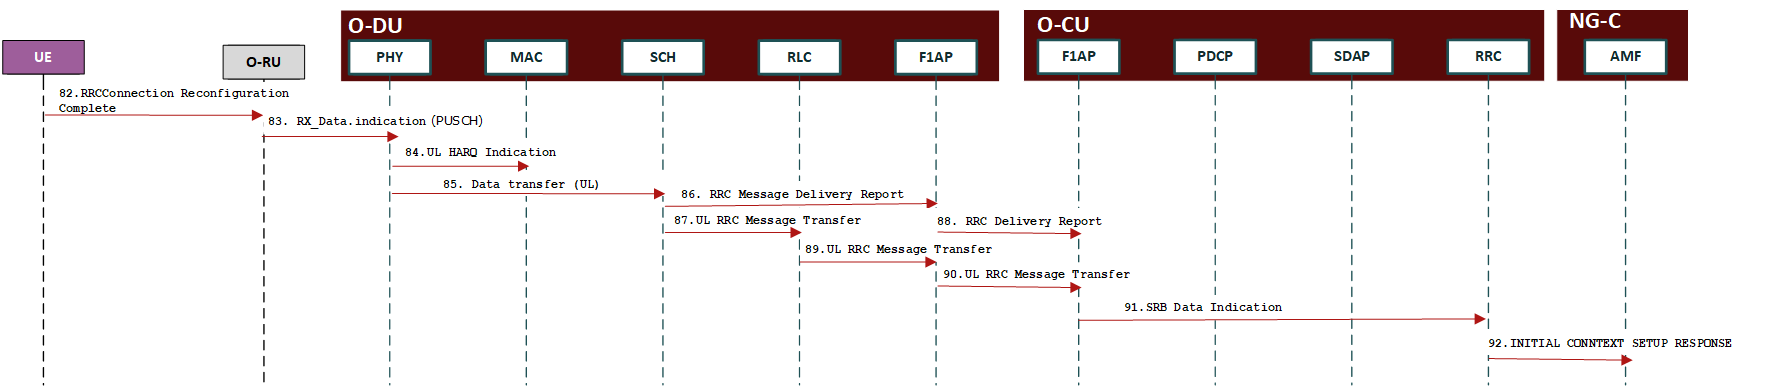 O-DU
O-CU
NG-C
UE
O-RU
PHY
MAC
SCH
RLC
F1AP
F1AP
PDCP
SDAP
RRC
AMF
82.RRCConnection Reconfiguration
Complete
83. RX_Data.indication (PUSCH)
84.UL HARQ Indication
85. Data transfer (UL)
86. RRC Message Delivery Report
87.UL RRC Message Transfer
88. RRC Delivery Report
89.UL RRC Message Transfer
90.UL RRC Message Transfer
91.SRB Data Indication
92.INITIAL CONNTEXT SETUP RESPONSE